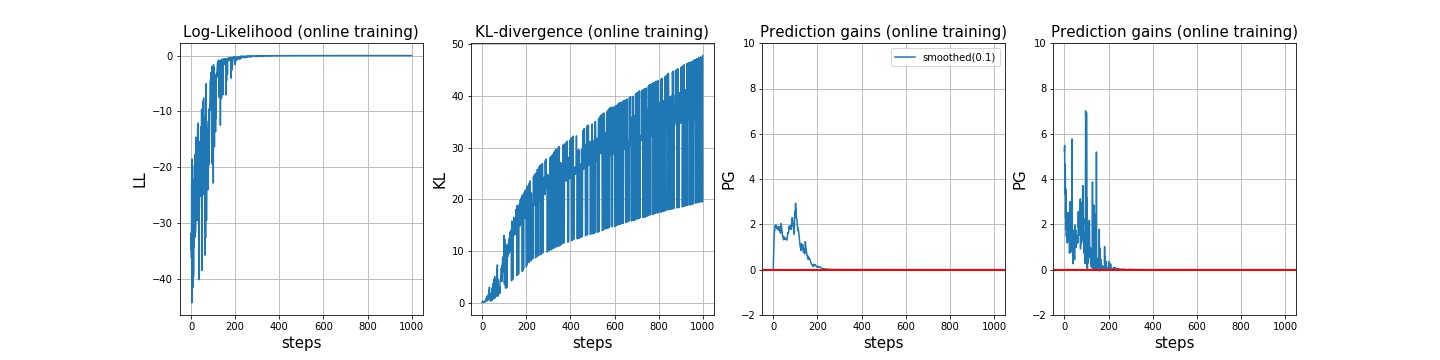 Log-Likelihood (online training)
LL
0
−10
−20
−30
−40
0 200 400 600 800 1000
steps
KL-divergence (online training)
KL
50
40
30
20
10
0
0 200 400 600 800 1000
steps
Prediction gains (online training)
PG
10
8
6
4
2
0
−2
smoothed(0.1)
0 200 400 600 800 1000
steps
Prediction gains (online training)
PG
10
8
6
4
2
0
−2
0 200 400 600 800 1000
steps